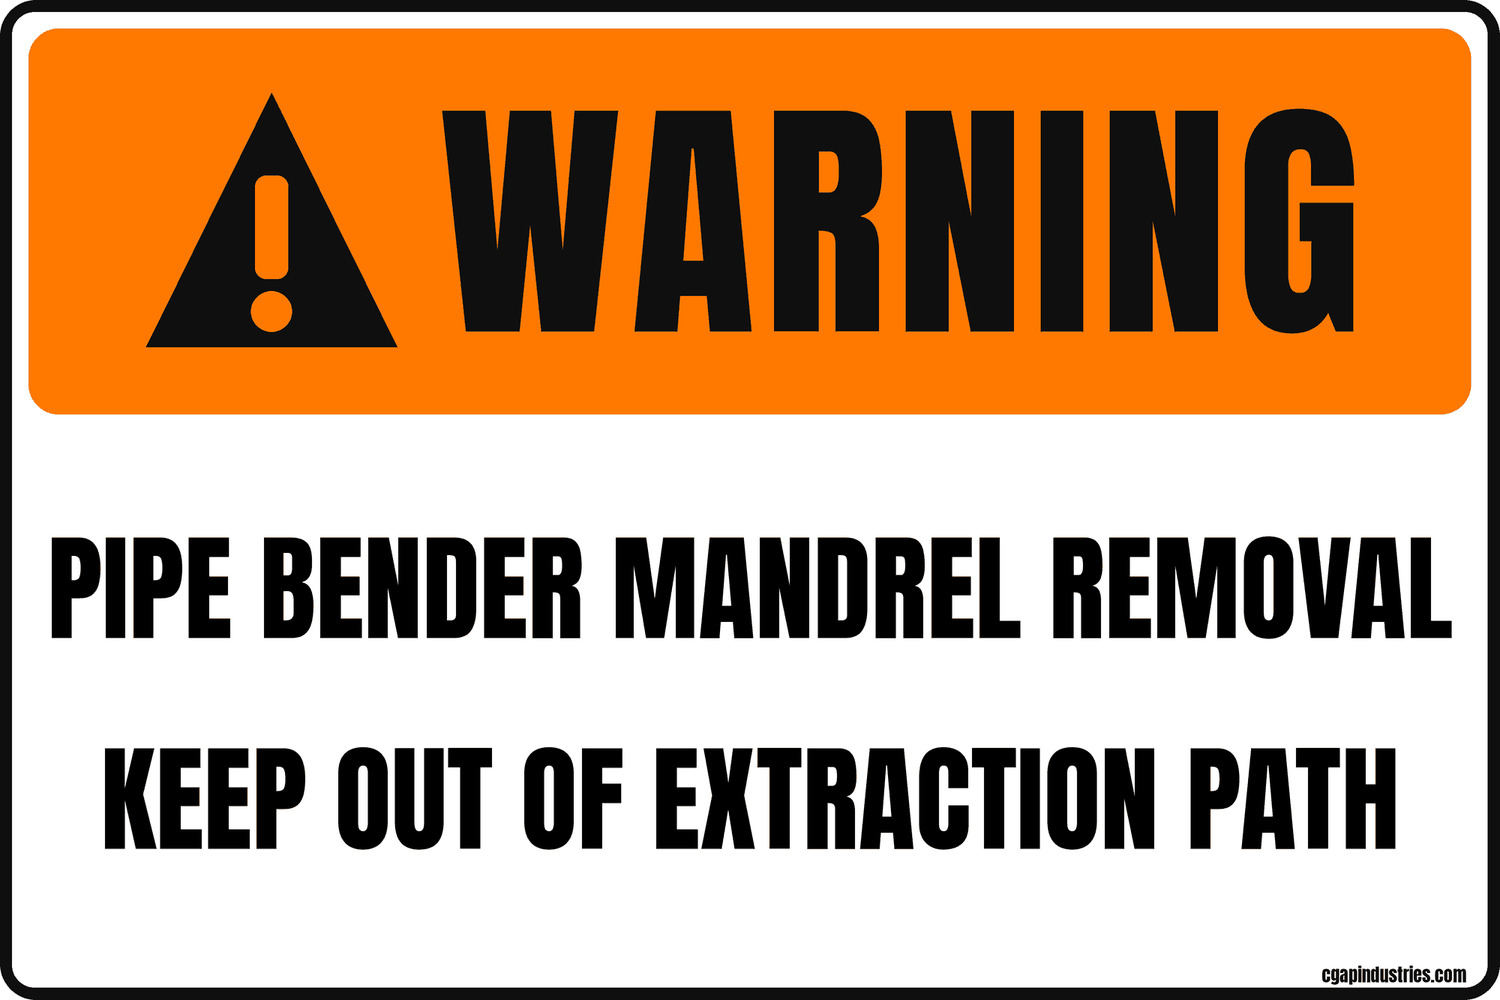 WARNING
PIPE BENDER MANDREL REMOVAL
KEEP OUT OF EXTRACTION PATH
cgapindustries.com